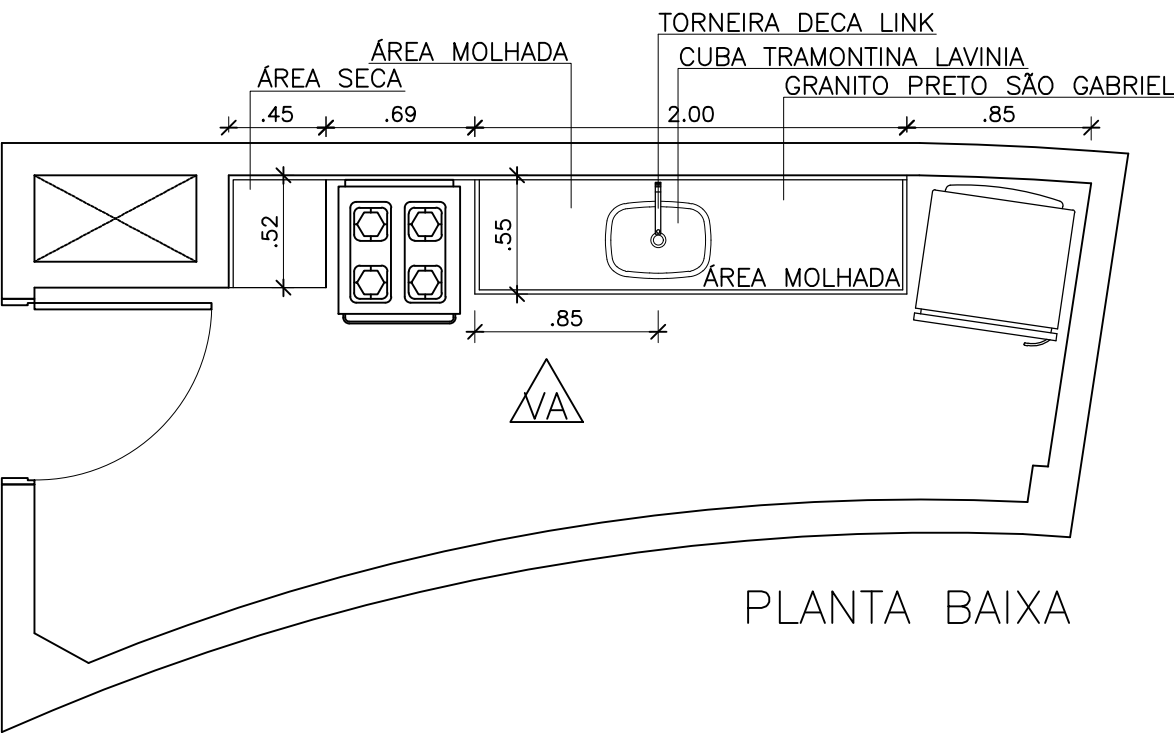 TORNEIRA DECA LINK
ÁREA MOLHADA
CUBA TRAMONTINA LAVINIA
ÁREA SECA
GRANITO PRETO SÃO GABRIEL
.45
.69
2.00
.85
.52
.55
ÁREA MOLHADA
.85
VA
PLANTA BAIXA